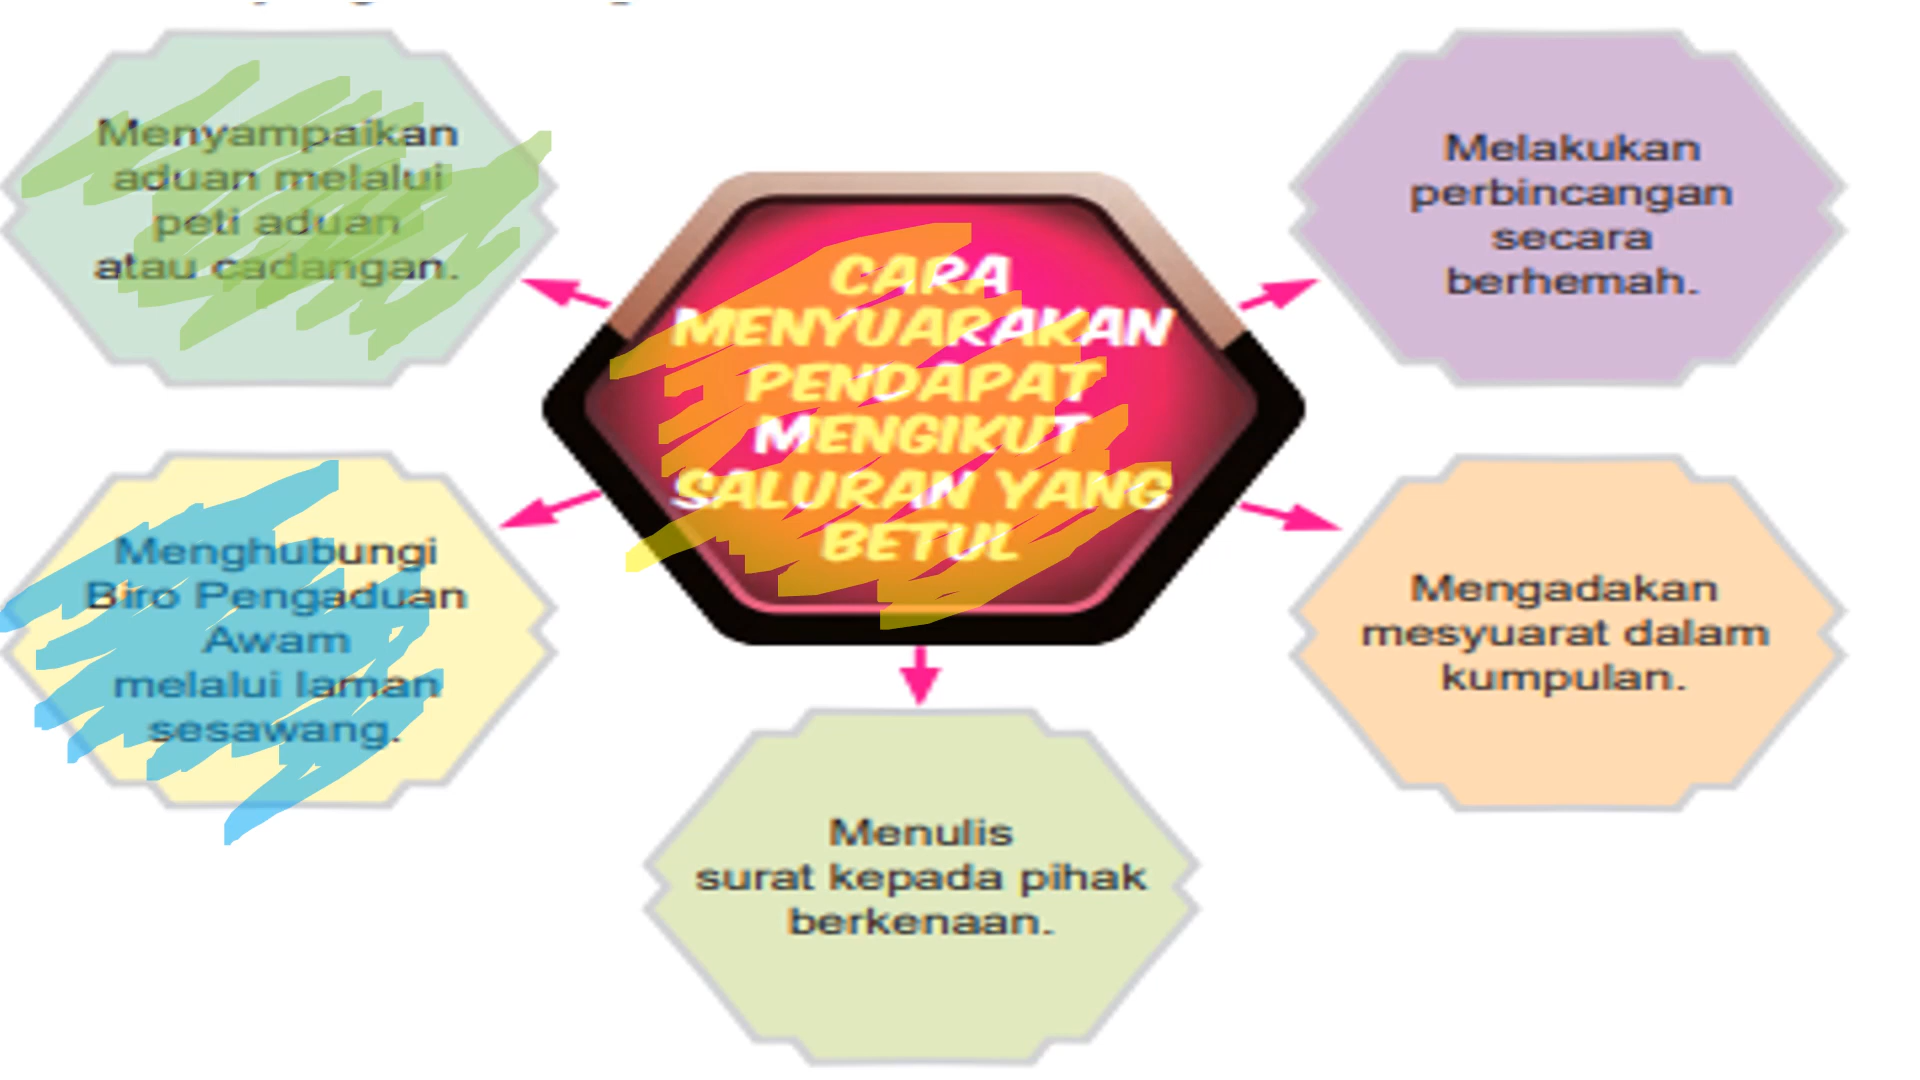 Menyampaikan
aduan melalui
peti aduan
atau cadangan.
Melakukan
perbincangan
secara
berhemah.
CARA
MENYUARAKAN
PENDAPAT
MENGIKUT
SALURAN YANG
BETUL
Menghubungi
Biro Pengaduan
Awam
melalui laman
sesawang.
Mengadakan
mesyuarat dalam
kumpulan.
Menulis
surat kepada pihak
berkenaan.